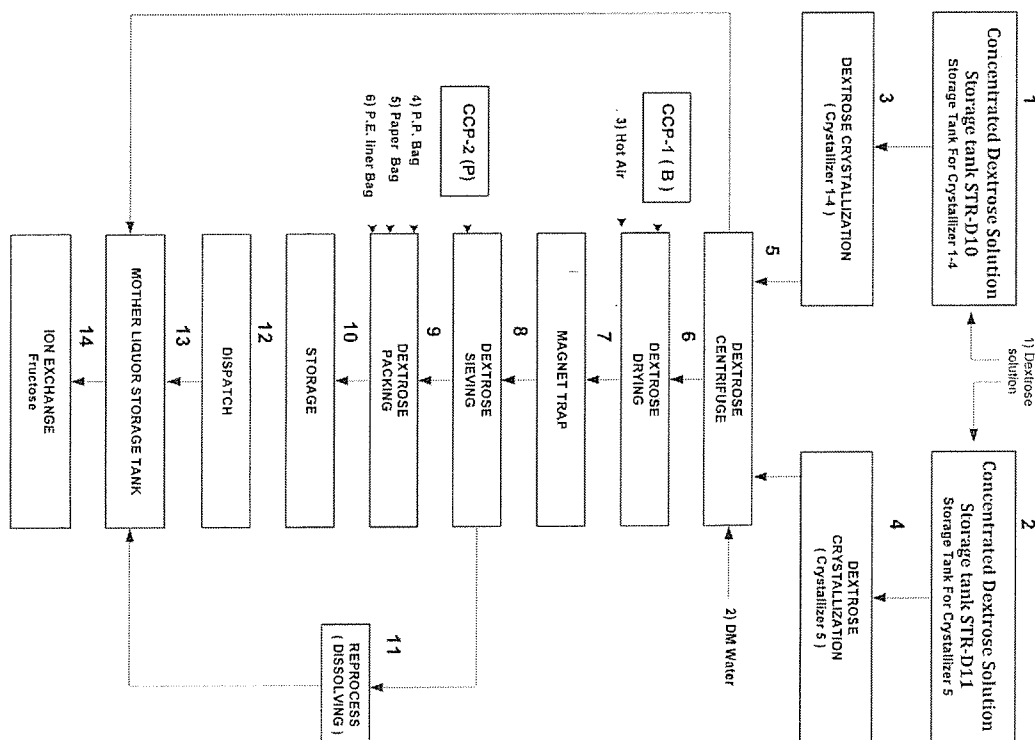 1
Concentrated Dextrose Solution
Storage tank STR-D10
Storage Tank For Crystallizer 1-4
1) Dextrose
solution
2
Concentrated Dextrose Solution
Storage tank STR-D11
Storage Tank For Crystallizer 5
3
DEXTROSE CRYSTALLIZATION
( Crystallizer 1-4 )
4
DEXTROSE
CRYSTALLIZATION
( Crystallizer 5 )
5
DEXTROSE
CENTRIFUGE
2) DM Water
CCP-1 ( B )
3) Hot Air
6
DEXTROSE
DRYING
7
MAGNET TRAP
8
CCP-2 (P)
DEXTROSE
SIEVING
4) P.P. Bag
5) Paper Bag
6) P.E. liner Bag
9
DEXTROSE
PACKING
10
STORAGE
11
REPROCESS
( DISSOLVING )
12
DISPATCH
13
MOTHER LIQUOR STORAGE TANK
14
ION EXCHANGE
Fructose